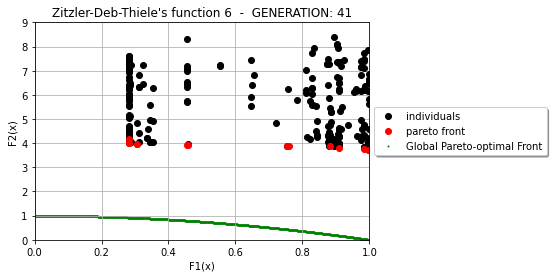 Zitzler-Deb-Thiele's function 6 - GENERATION: 41
F2(x)
9
8
7
6
5
4
3
2
1
0
0.0 0.2 0.4 0.6 0.8 1.0
F1(x)
individuals
pareto front
Global Pareto-optimal Front